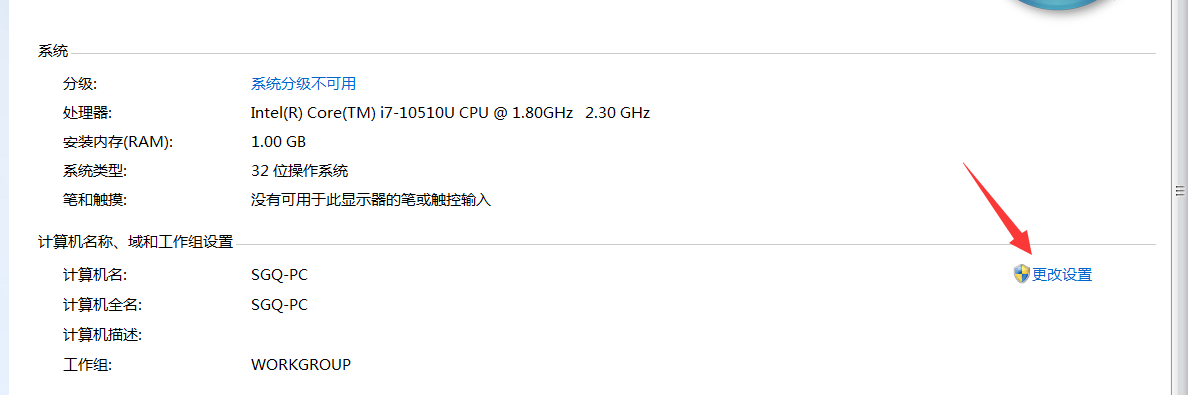 系统
分级: 系统分级不可用
处理器: Intel(R) Core(TM) i7-10510U CPU @ 1.80GHz 2.30 GHz
安装内存(RAM): 1.00 GB
系统类型: 32 位操作系统
笔和触摸: 没有可用于此显示器的笔或触控输入
计算机名称、域和工作组设置
计算机名: SGQ-PC 更改设置
计算机全名: SGQ-PC
计算机描述:
工作组: WORKGROUP